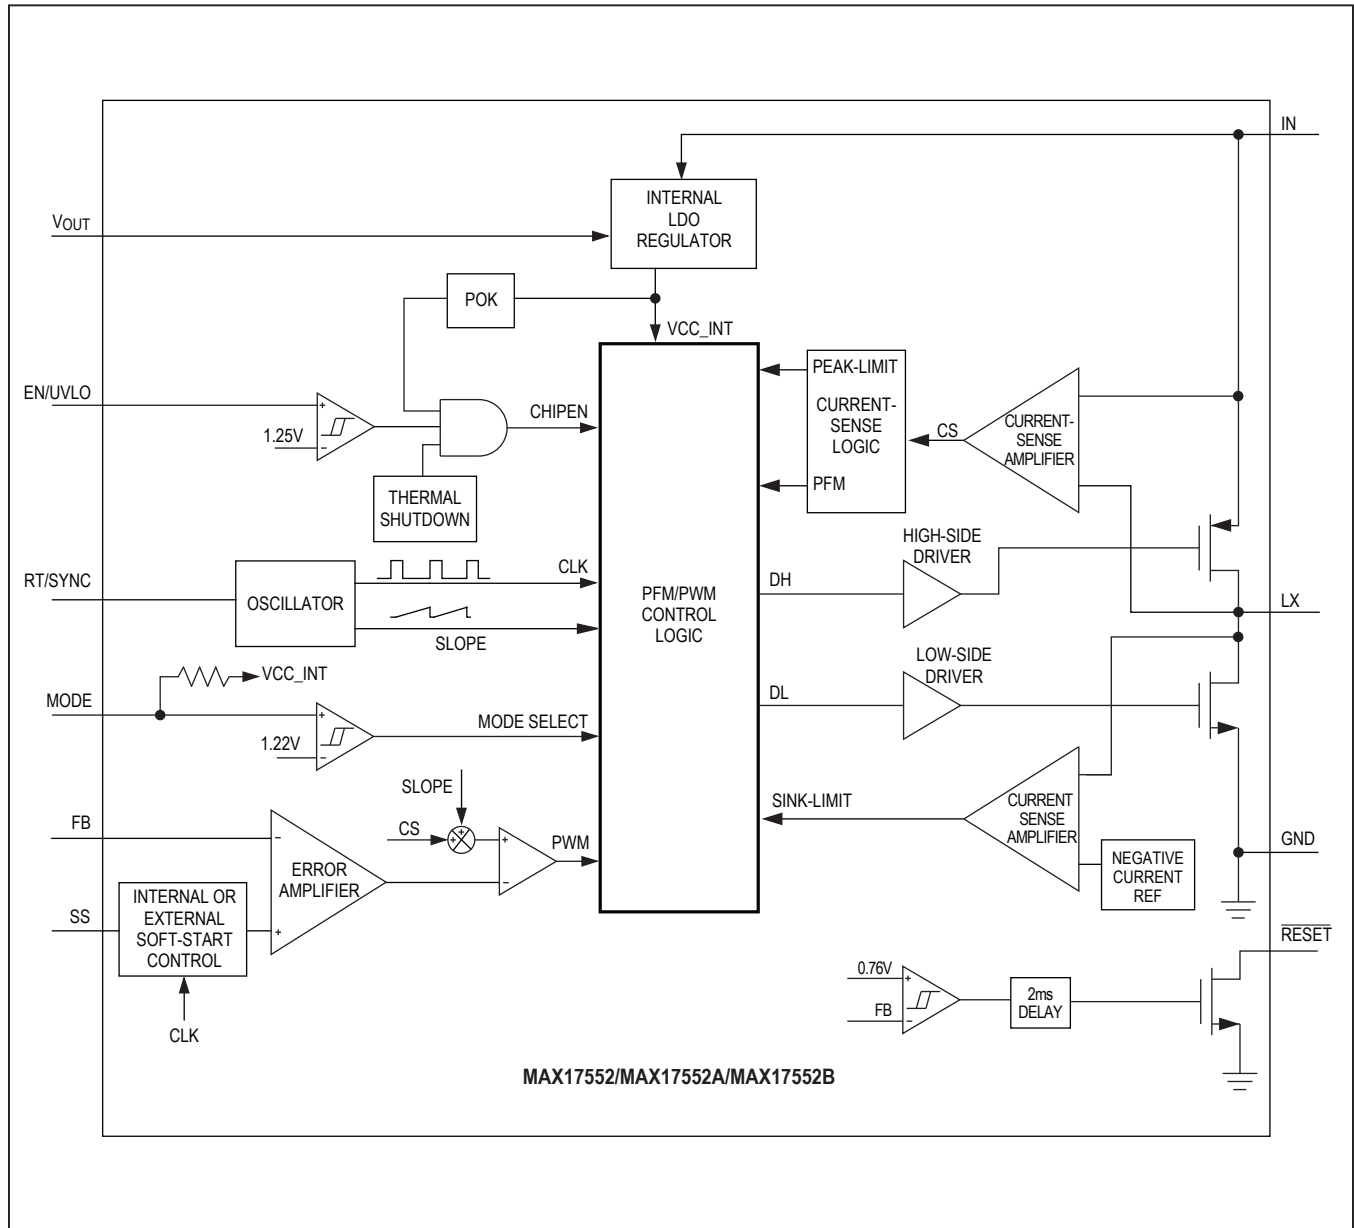 IN
INTERNAL
LDO
REGULATOR
VOUT
POK
VCC_INT
EN/UVLO
+
1.25V
−
CHIPEN
THERMAL
SHUTDOWN
PEAK-LIMIT
CURRENT-
SENSE
LOGIC
PFM
CS
CURRENT-
SENSE
AMPLIFIER
RT/SYNC
OSCILLATOR
CLK
SLOPE
PFM/PWM
CONTROL
LOGIC
HIGH-SIDE
DRIVER
DH
LX
LOW-SIDE
DRIVER
DL
VCC_INT
MODE
+
1.22V
−
MODE SELECT
SLOPE
FB
−
CS
+
+
+
−
PWM
ERROR
AMPLIFIER
SS
INTERNAL OR
EXTERNAL
SOFT-START
CONTROL
+
CLK
SINK-LIMIT
CURRENT
SENSE
AMPLIFIER
NEGATIVE
CURRENT
REF
GND
RESET
0.76V
+
FB
−
2ms
DELAY
MAX17552/MAX17552A/MAX17552B